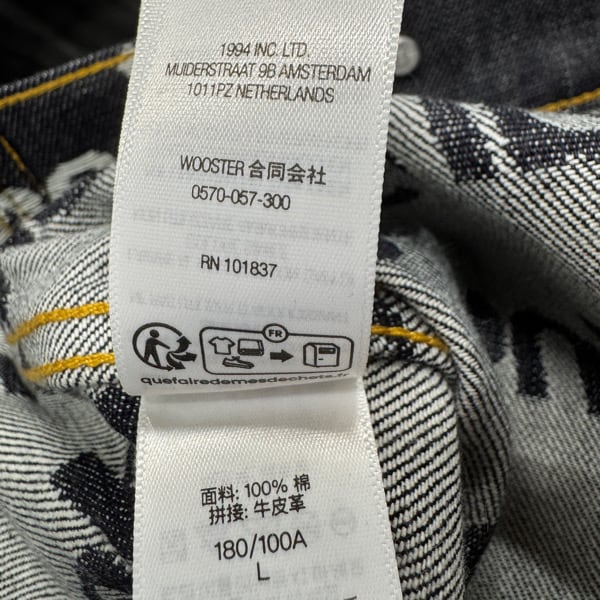 1994 INC. LTD.
MUIDERSTRAAT 9B AMSTERDAM
1011PZ NETHERLANDS
WOOSTER 合同会社
0570-057-300
RN 101837
FR
quefairedemesdechets.fr
面料: 100% 棉
拼接: 牛皮革
180/100A
L